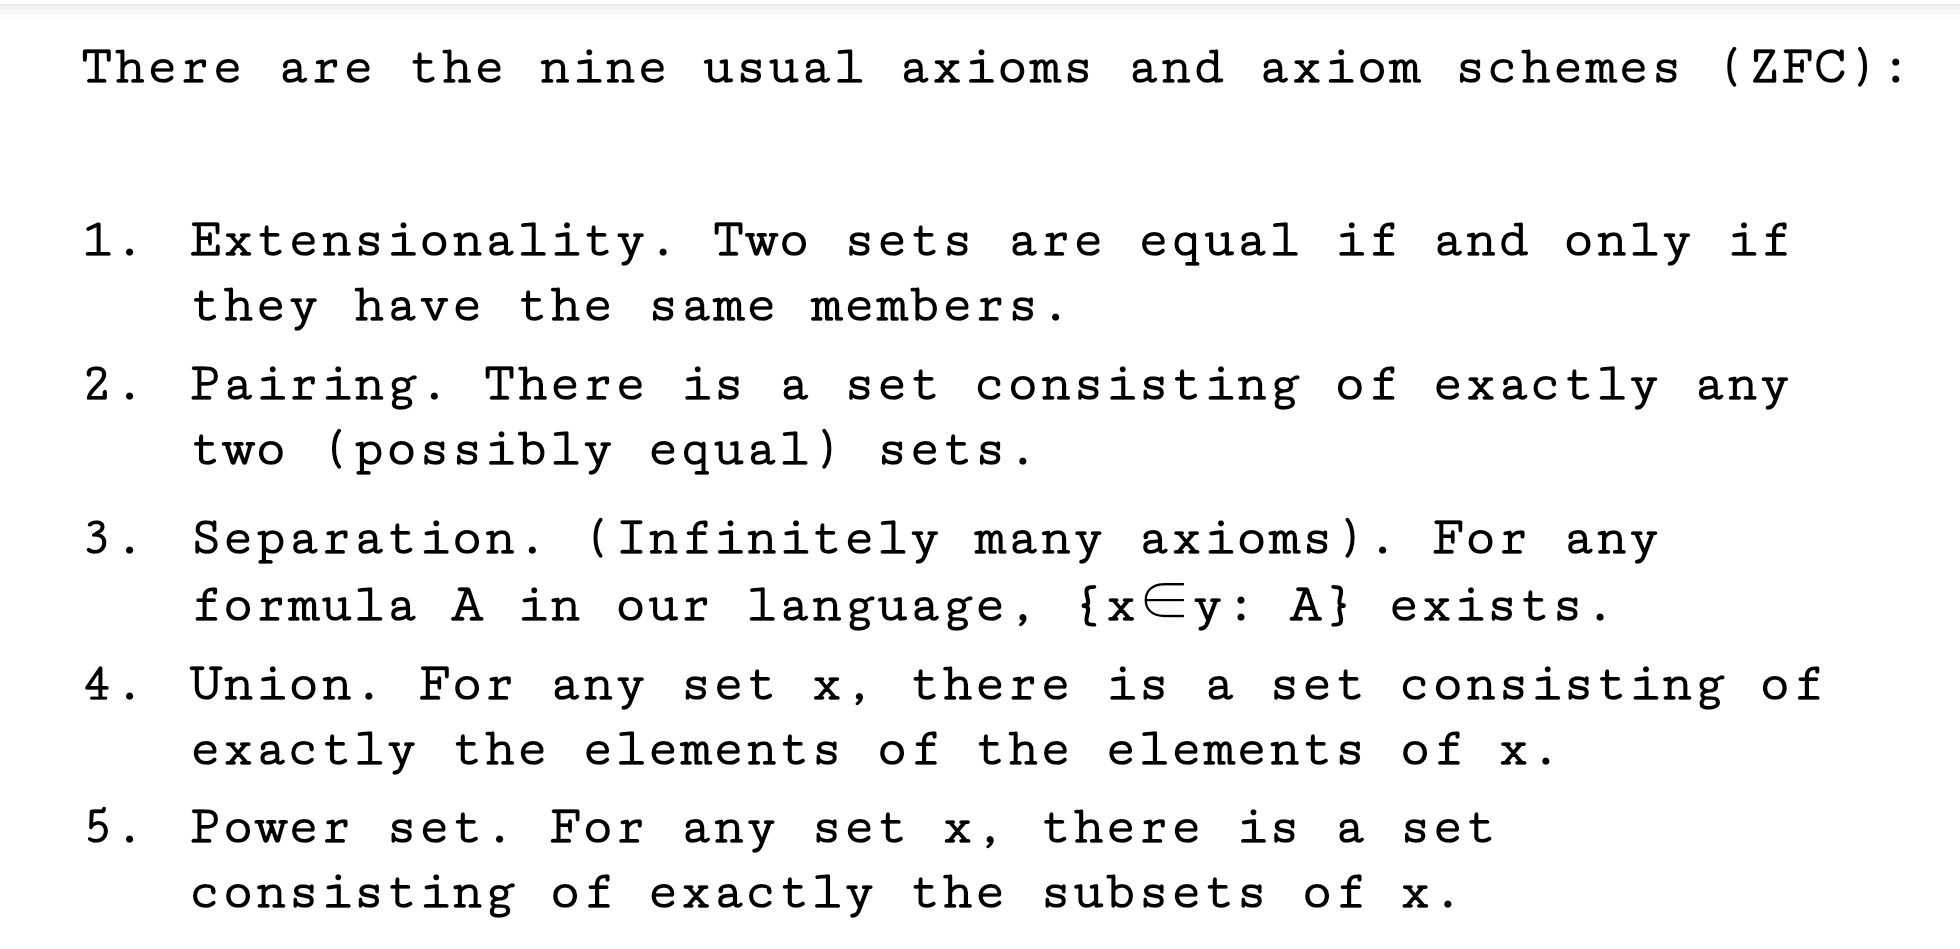 There are the nine usual axioms and axiom schemes (ZFC):
1. Extensionality. Two sets are equal if and only if
they have the same members.
2. Pairing. There is a set consisting of exactly any
two (possibly equal) sets.
3. Separation. (Infinitely many axioms). For any
formula A in our language, {x∈y: A} exists.
4. Union. For any set x, there is a set consisting of
exactly the elements of the elements of x.
5. Power set. For any set x, there is a set
consisting of exactly the subsets of x.